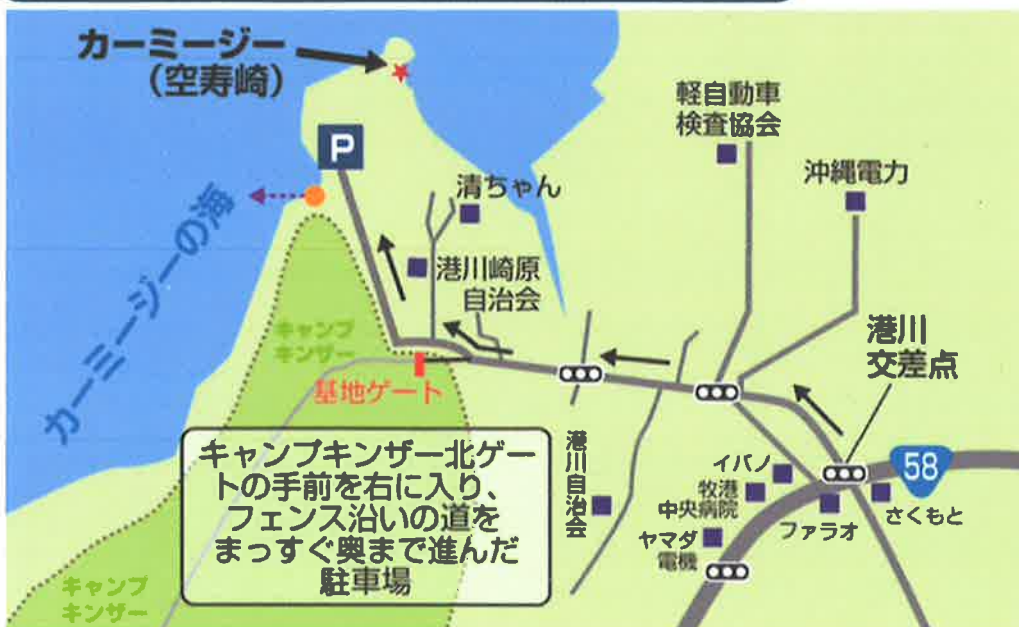 カーミージー
(空寿崎)
軽自動車
検査協会
P
沖縄電力
清ちゃん
カーミージーの海
港川崎原
自治会
キャンプ
キンザー
港川
交差点
基地ゲート
キャンプキンザー北ゲー
トの手前を右に入り、
フェンス沿いの道を
まっすぐ奥まで進んだ
駐車場
港川自治会
イバノ
牧港
中央病院
58
さくもと
ファラオ
ヤマダ
電機
キャンプ
キンザー